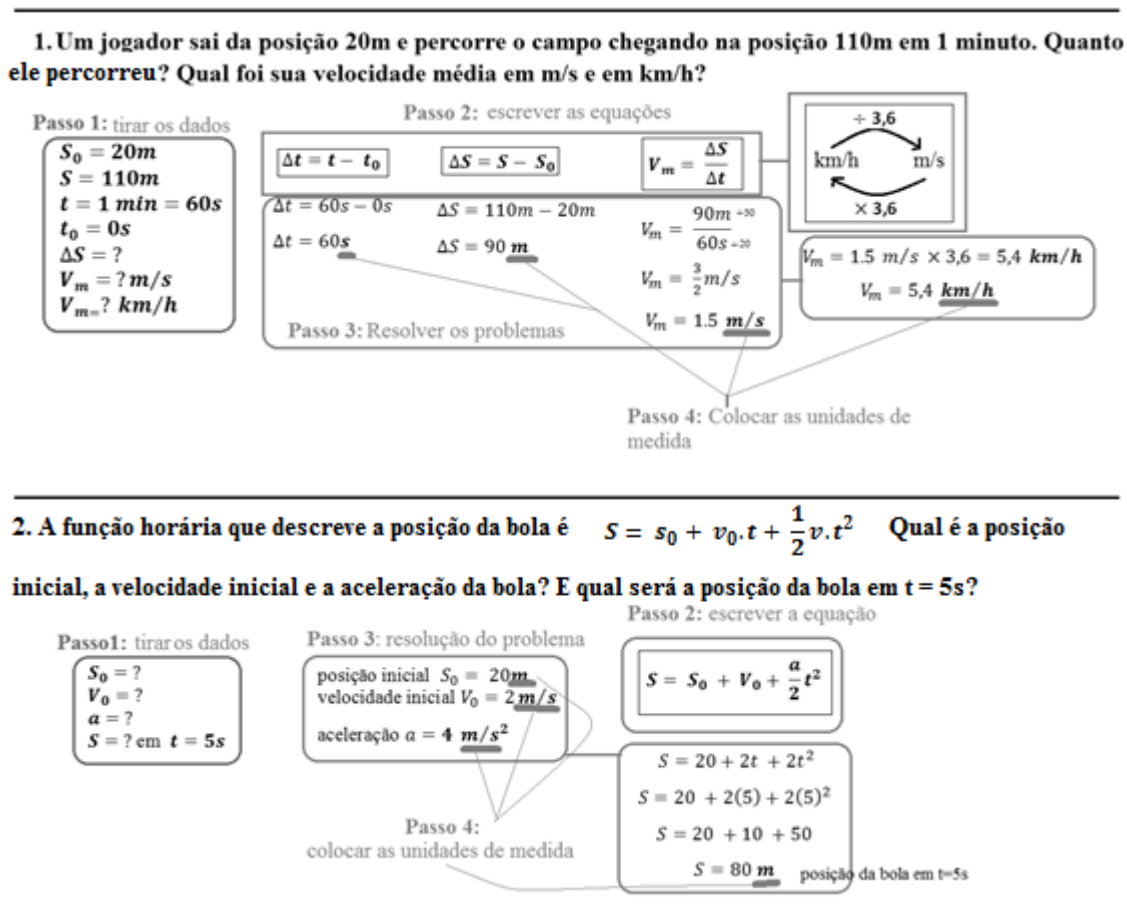 1. Um jogador sai da posição 20m e percorre o campo chegando na posição 110m em 1 minuto. Quanto
ele percorreu? Qual foi sua velocidade média em m/s e em km/h?
Passo 1: tirar os dados
S₀ = 20m
S = 110m
t = 1 min = 60s
t₀ = 0s
ΔS = ?
Vₘ = ? m/s
Vₘ₌? km/h
Passo 2: escrever as equações
Δt = t − t₀
ΔS = S − S₀
Vₘ = ΔS/Δt
÷ 3,6
km/h m/s
× 3,6
Δt = 60s − 0s
Δt = 60s
ΔS = 110m − 20m
ΔS = 90 m
Vₘ = 90m ÷30 / 60s ÷20
Vₘ = 3/2 m/s
Vₘ = 1.5 m/s
Passo 3: Resolver os problemas
Vₘ = 1.5 m/s × 3,6 = 5,4 km/h
Vₘ = 5,4 km/h
Passo 4: Colocar as unidades de
medida
2. A função horária que descreve a posição da bola é S = s₀ + v₀.t + 1/2 v.t² Qual é a posição
inicial, a velocidade inicial e a aceleração da bola? E qual será a posição da bola em t = 5s?
Passo1: tirar os dados
S₀ = ?
V₀ = ?
a = ?
S = ? em t = 5s
Passo 3: resolução do problema
posição inicial S₀ = 20m
velocidade inicial V₀ = 2 m/s
aceleração a = 4 m/s²
Passo 2: escrever a equação
S = S₀ + V₀ + a/2 t²
S = 20 + 2t + 2t²
S = 20 + 2(5) + 2(5)²
S = 20 + 10 + 50
S = 80 m posição da bola em t=5s
Passo 4:
colocar as unidades de medida